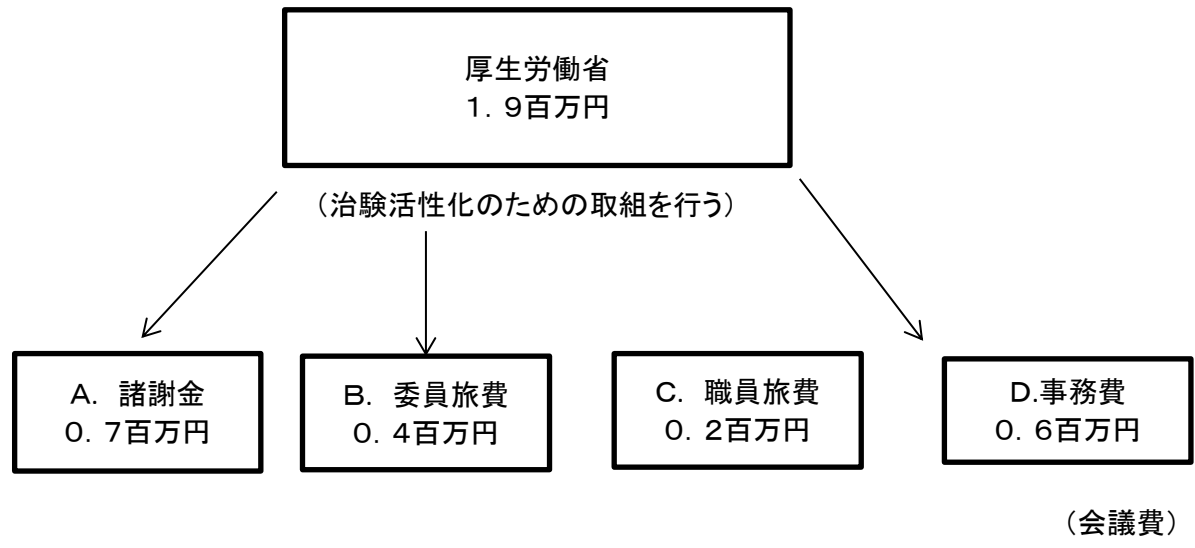 厚生労働省
１．９百万円
（治験活性化のための取組を行う）
Ａ．諸謝金
０．７百万円
Ｂ．委員旅費
０．４百万円
Ｃ．職員旅費
０．２百万円
Ｄ.事務費
０．６百万円
（会議費）